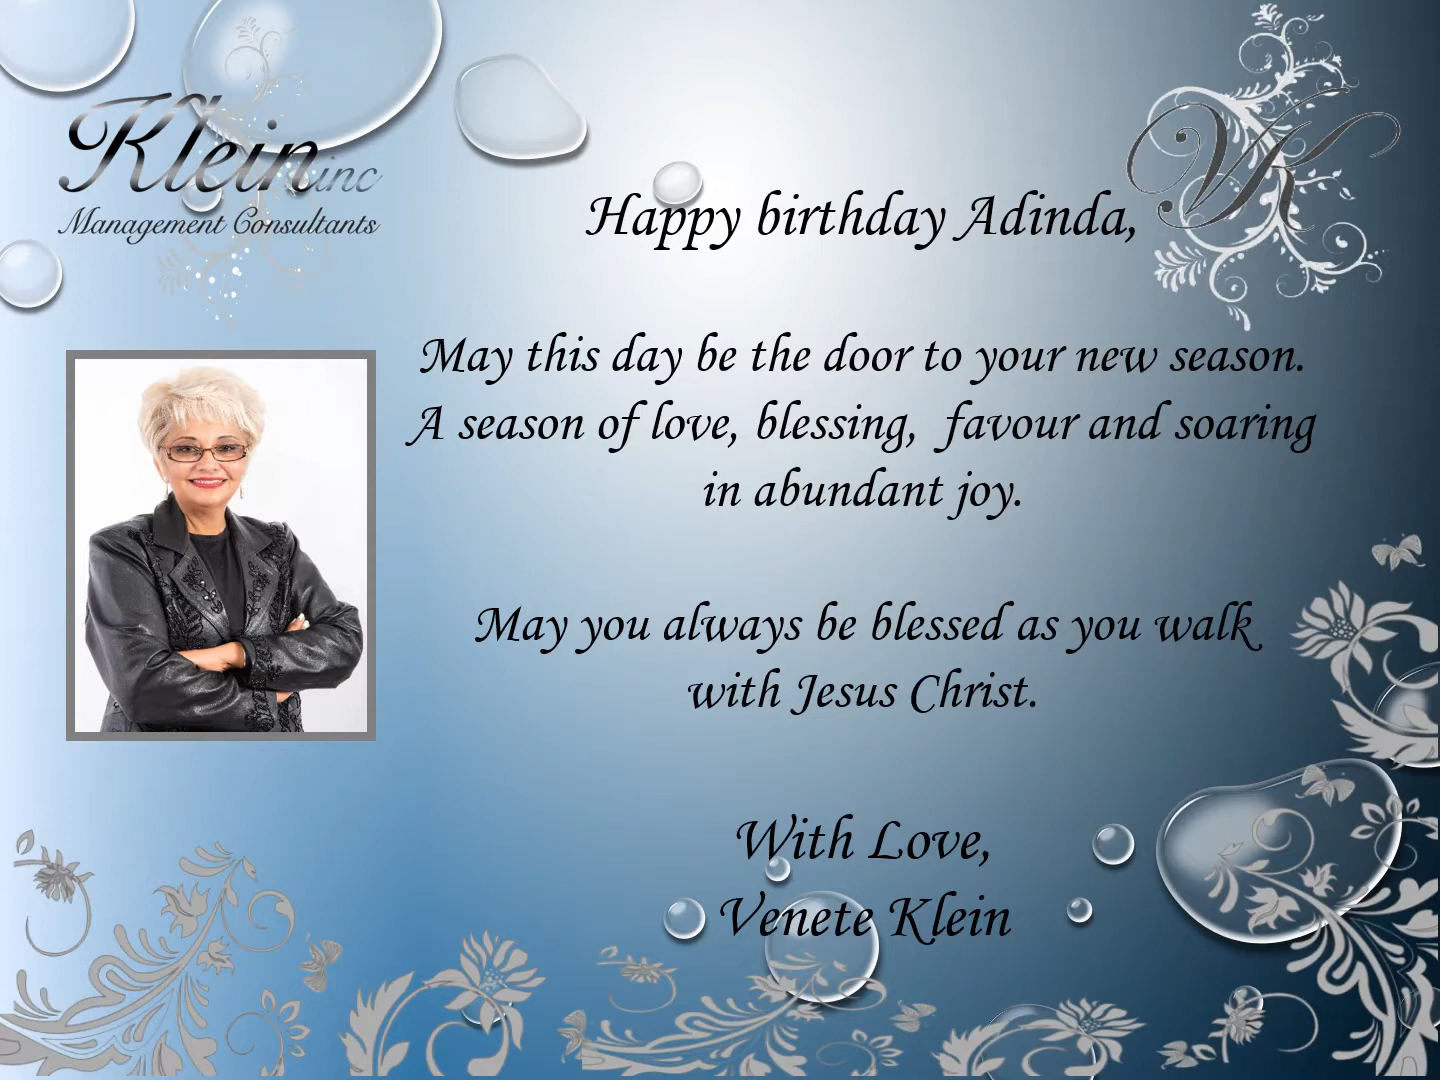 Klein inc
Management Consultants
VK
Happy birthday Adinda,
May this day be the door to your new season.
A season of love, blessing, favour and soaring
in abundant joy.
May you always be blessed as you walk
with Jesus Christ.
With Love,
Venete Klein